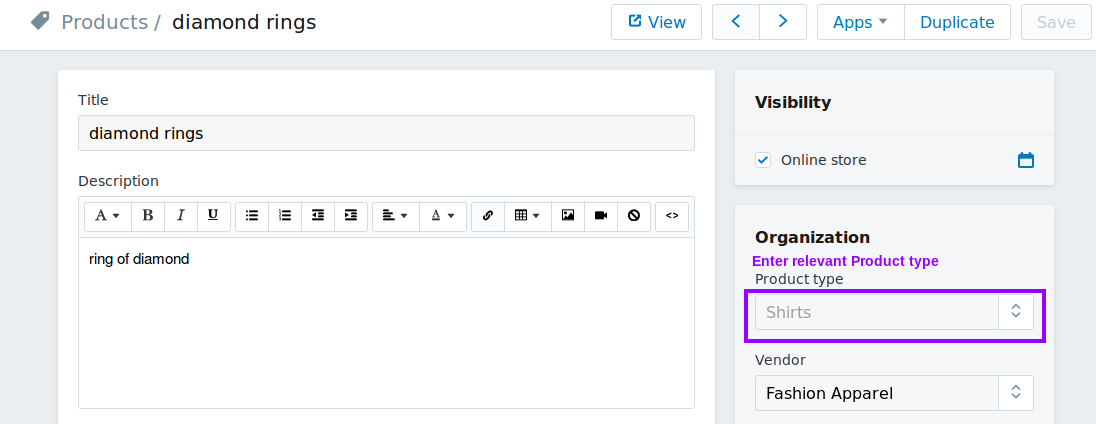 Products / diamond rings
View
Apps
Duplicate
Save
Title
diamond rings
Description
A B I U A <>
ring of diamond
Visibility
Online store
Organization
Enter relevant Product type
Product type
Shirts
Vendor
Fashion Apparel